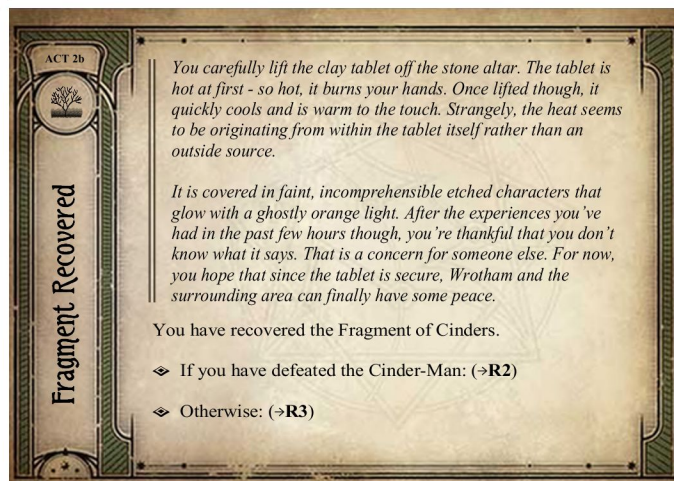 ACT 2b
Fragment Recovered
You carefully lift the clay tablet off the stone altar. The tablet is
hot at first - so hot, it burns your hands. Once lifted though, it
quickly cools and is warm to the touch. Strangely, the heat seems
to be originating from within the tablet itself rather than an
outside source.
It is covered in faint, incomprehensible etched characters that
glow with a ghostly orange light. After the experiences you've
had in the past few hours though, you're thankful that you don't
know what it says. That is a concern for someone else. For now,
you hope that since the tablet is secure, Wrotham and the
surrounding area can finally have some peace.
You have recovered the Fragment of Cinders.
If you have defeated the Cinder-Man: (→R2)
Otherwise: (→R3)